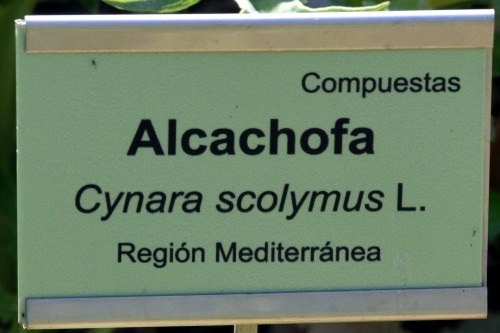 Compuestas
Alcachofa
Cynara scolymus L.
Región Mediterránea